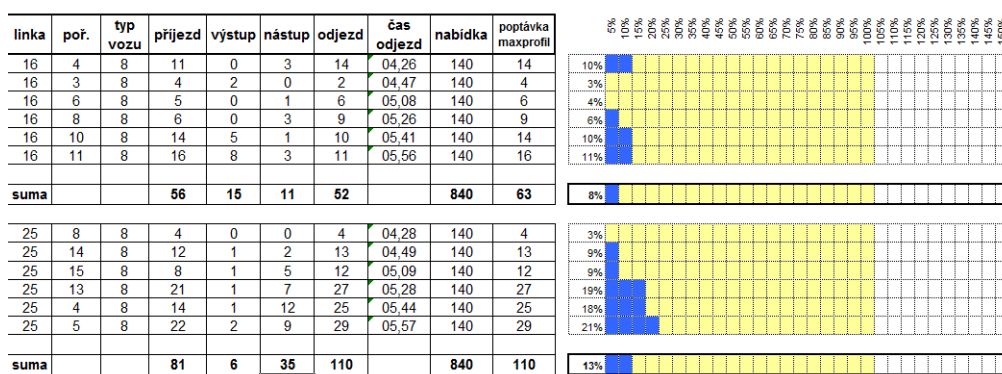 linka poř. typ vozu příjezd výstup nástup odjezd čas odjezd nabídka poptávka maxprofil 5% 10% 15% 20% 25% 30% 35% 40% 45% 50% 55% 60% 65% 70% 75% 80% 85% 90% 95% 100% 105% 110% 115% 120% 125% 130% 135% 140% 145% 150%
16 4 8 11 0 3 14 04,26 140 14 10%
16 3 8 4 2 0 2 04,47 140 4 3%
16 6 8 5 0 1 6 05,08 140 6 4%
16 8 8 6 0 3 9 05,26 140 9 6%
16 10 8 14 5 1 10 05,41 140 14 10%
16 11 8 16 8 3 11 05,56 140 16 11%
suma 56 15 11 52 840 63 8%
25 8 8 4 0 0 4 04,28 140 4 3%
25 14 8 12 1 2 13 04,49 140 13 9%
25 15 8 8 1 5 12 05,09 140 12 9%
25 13 8 21 1 7 27 05,28 140 27 19%
25 4 8 14 1 12 25 05,44 140 25 18%
25 5 8 22 2 9 29 05,57 140 29 21%
suma 81 6 35 110 840 110 13%